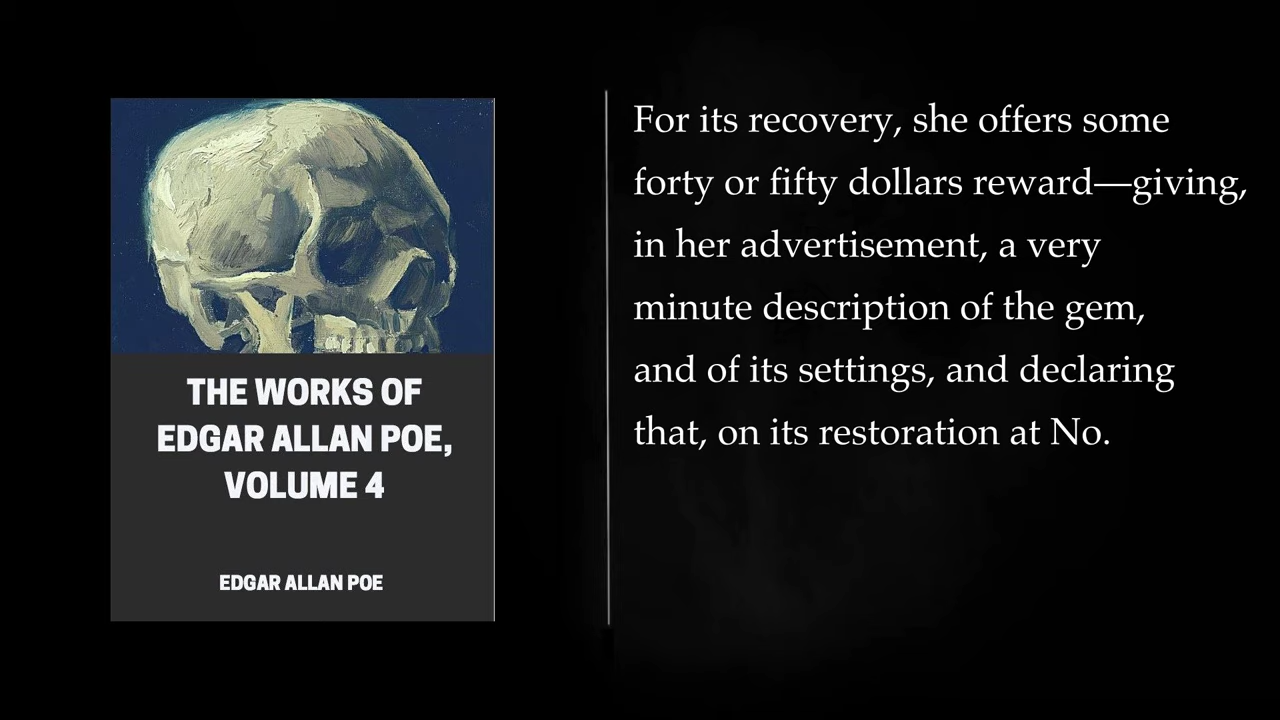 THE WORKS OF
EDGAR ALLAN POE,
VOLUME 4
EDGAR ALLAN POE
For its recovery, she offers some
forty or fifty dollars reward—giving,
in her advertisement, a very
minute description of the gem,
and of its settings, and declaring
that, on its restoration at No.